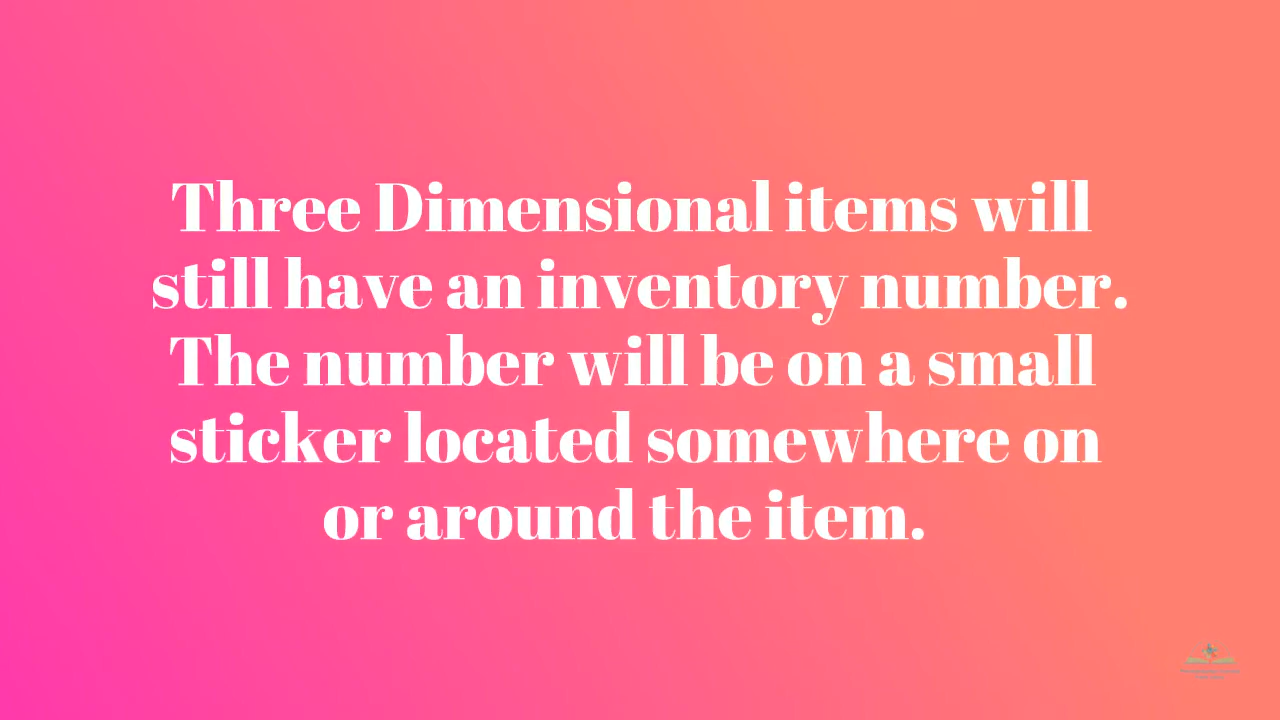 Three Dimensional items will
still have an inventory number.
The number will be on a small
sticker located somewhere on
or around the item.